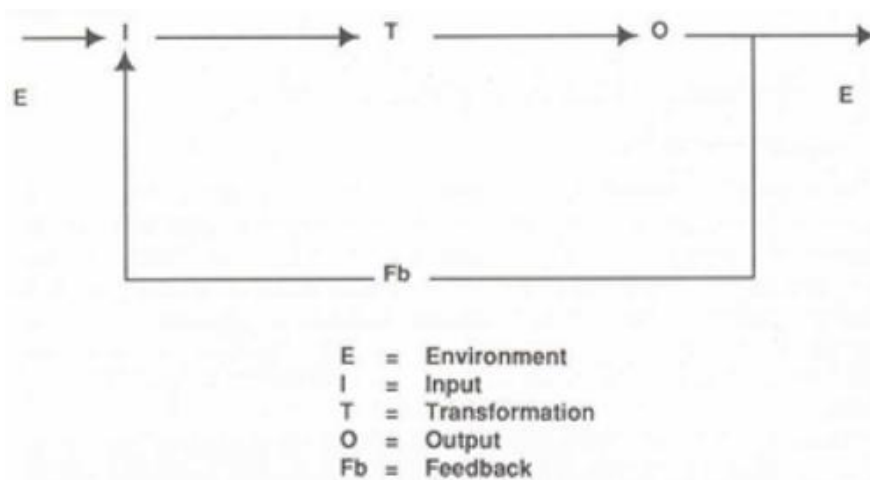 I T O
E E
Fb
E = Environment
I = Input
T = Transformation
O = Output
Fb = Feedback